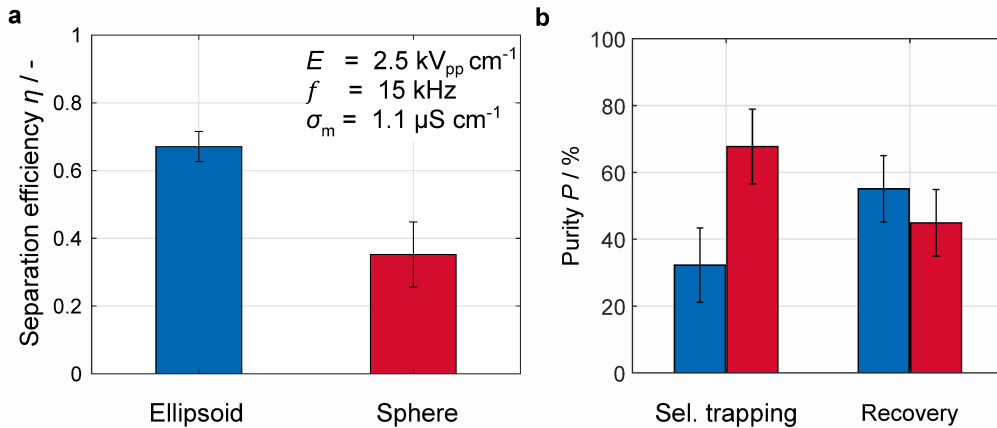 a
Separation efficiency η / -
1
0.8
0.6
0.4
0.2
0
E = 2.5 kVpp cm-1
f = 15 kHz
σm = 1.1 µS cm-1
Ellipsoid Sphere
b
Purity P / %
100
80
60
40
20
0
Sel. trapping Recovery